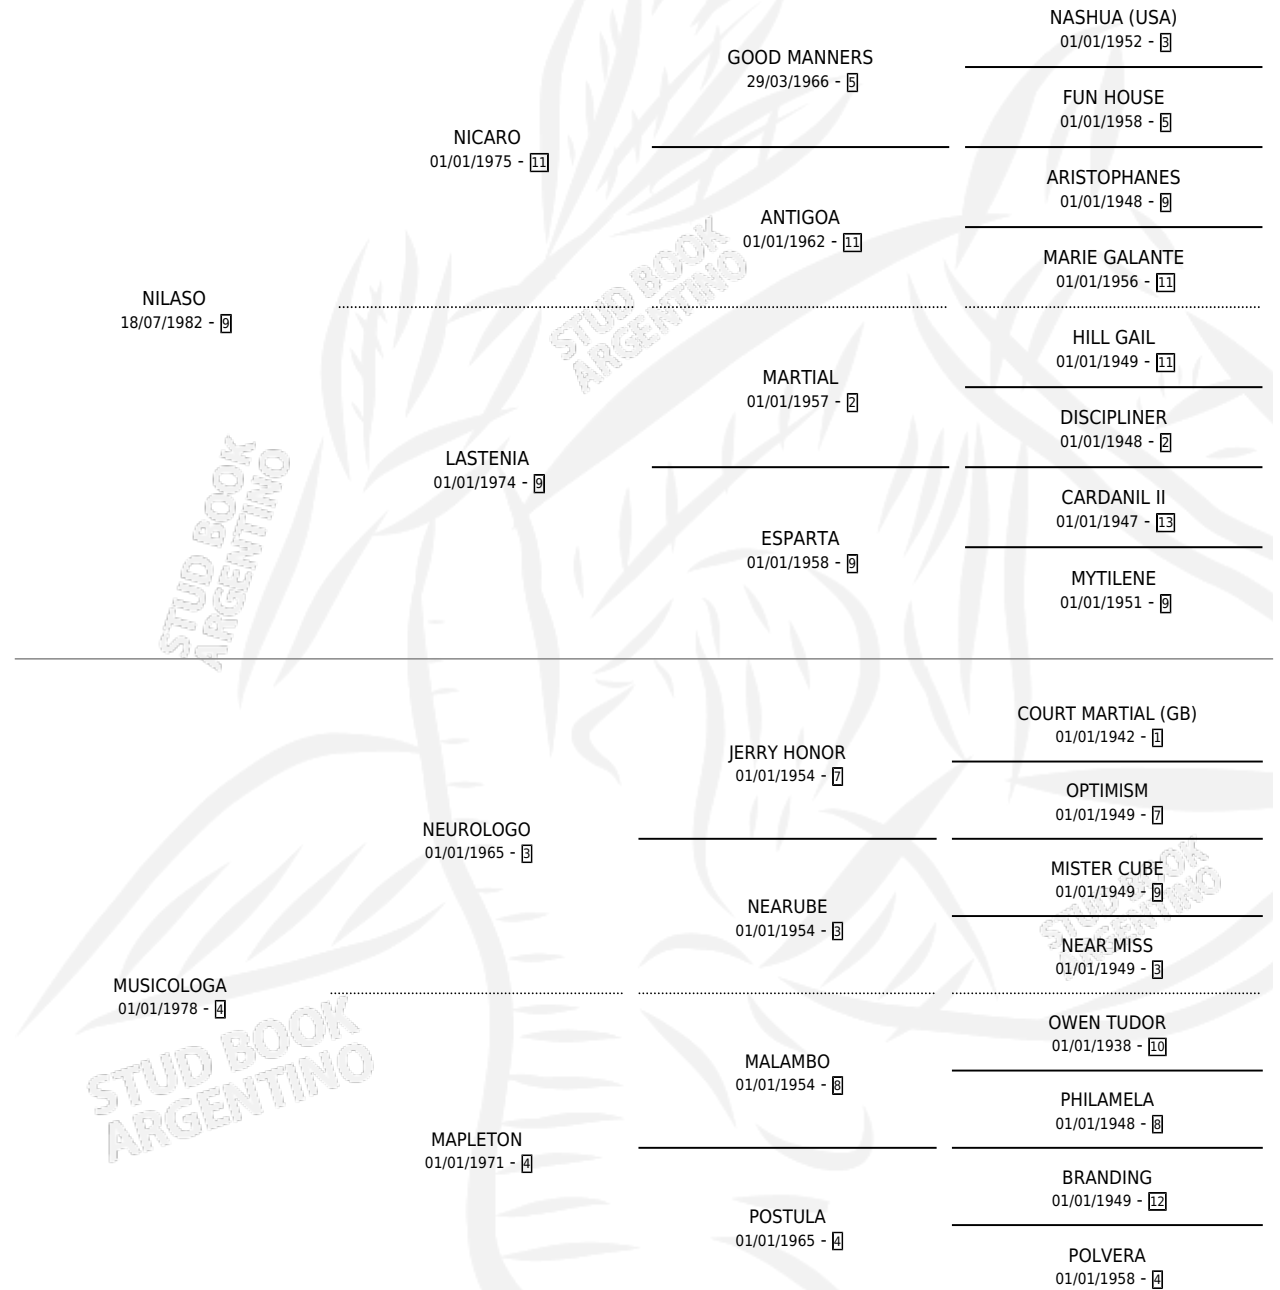 NASHUA (USA)
01/01/1952 - 3
GOOD MANNERS
29/03/1966 - 5
FUN HOUSE
01/01/1958 - 5
NICARO
01/01/1975 - 11
ARISTOPHANES
01/01/1948 - 9
ANTIGOA
01/01/1962 - 11
MARIE GALANTE
01/01/1956 - 11
NILASO
18/07/1982 - 9
HILL GAIL
01/01/1949 - 11
MARTIAL
01/01/1957 - 2
DISCIPLINER
01/01/1948 - 2
LASTENIA
01/01/1974 - 9
CARDANIL II
01/01/1947 - 13
ESPARTA
01/01/1958 - 9
MYTILENE
01/01/1951 - 9
STUD BOOK
ARGENTINO
STUD BOOK
ARGENTINO
COURT MARTIAL (GB)
01/01/1942 - 1
JERRY HONOR
01/01/1954 - 7
OPTIMISM
01/01/1949 - 7
NEUROLOGO
01/01/1965 - 3
MISTER CUBE
01/01/1949 - 9
NEARUBE
01/01/1954 - 3
NEAR MISS
01/01/1949 - 3
MUSICOLOGA
01/01/1978 - 4
OWEN TUDOR
01/01/1938 - 10
MALAMBO
01/01/1954 - 8
PHILAMELA
01/01/1948 - 8
MAPLETON
01/01/1971 - 4
BRANDING
01/01/1949 - 12
POSTULA
01/01/1965 - 4
POLVERA
01/01/1958 - 4
STUD BOOK
ARGENTINO
STUD BOOK
ARGENTINO